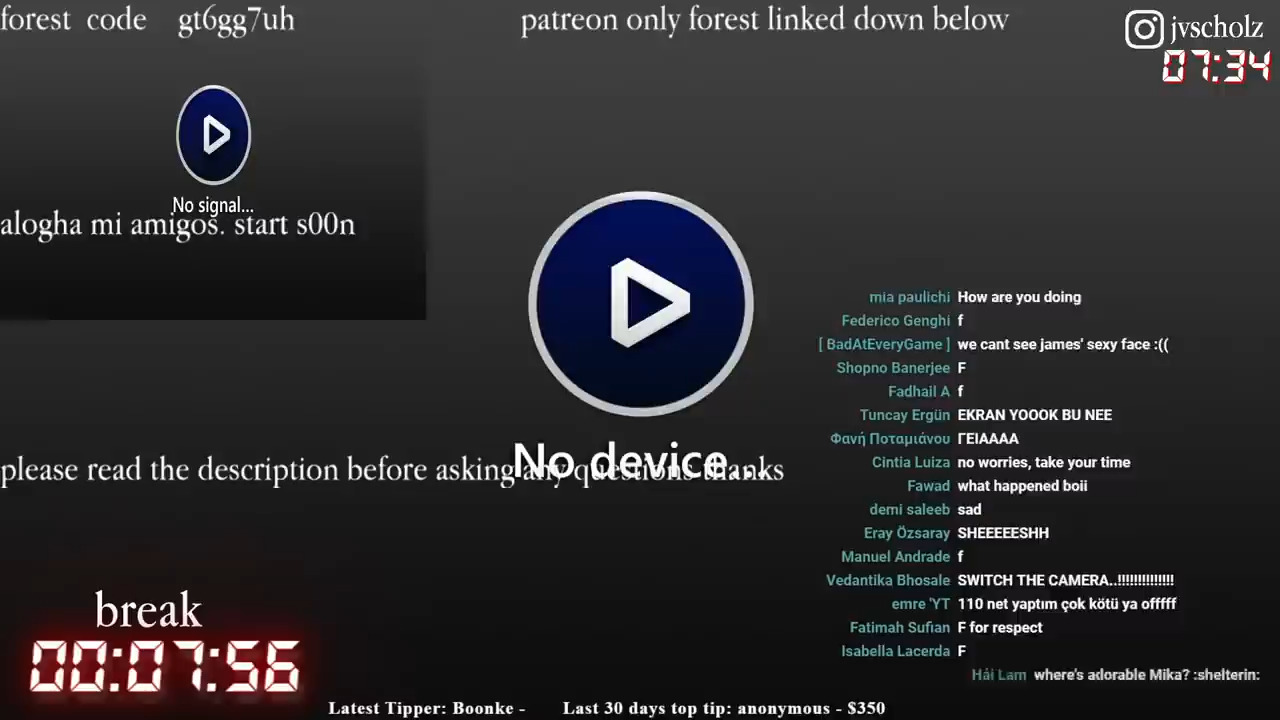 forest code gt6gg7uh
patreon only forest linked down below
jvscholz
07:34
No signal...
alogha mi amigos. start s00n
mia paulichi How are you doing
Federico Genghi f
[ BadAtEveryGame ] we cant see james' sexy face :((
Shopno Banerjee F
Fadhail A f
Tuncay Ergün EKRAN YOOOK BU NEE
Φανή Ποταμιάνου ΓΕΙΑΑΑΑ
Cintia Luiza no worries, take your time
Fawad what happened boii
demi saleeb sad
Eray Özsaray SHEEEEESHH
Manuel Andrade f
Vedantika Bhosale SWITCH THE CAMERA..!!!!!!!!!!!!!!
emre 'YT 110 net yaptım çok kötü ya offfff
Fatimah Sufian F for respect
Isabella Lacerda F
Hải Lam where's adorable Mika? :shelterin:
No device...
please read the description before asking any questions thanks
break
00:07:56
Latest Tipper: Boonke - Last 30 days top tip: anonymous - $350